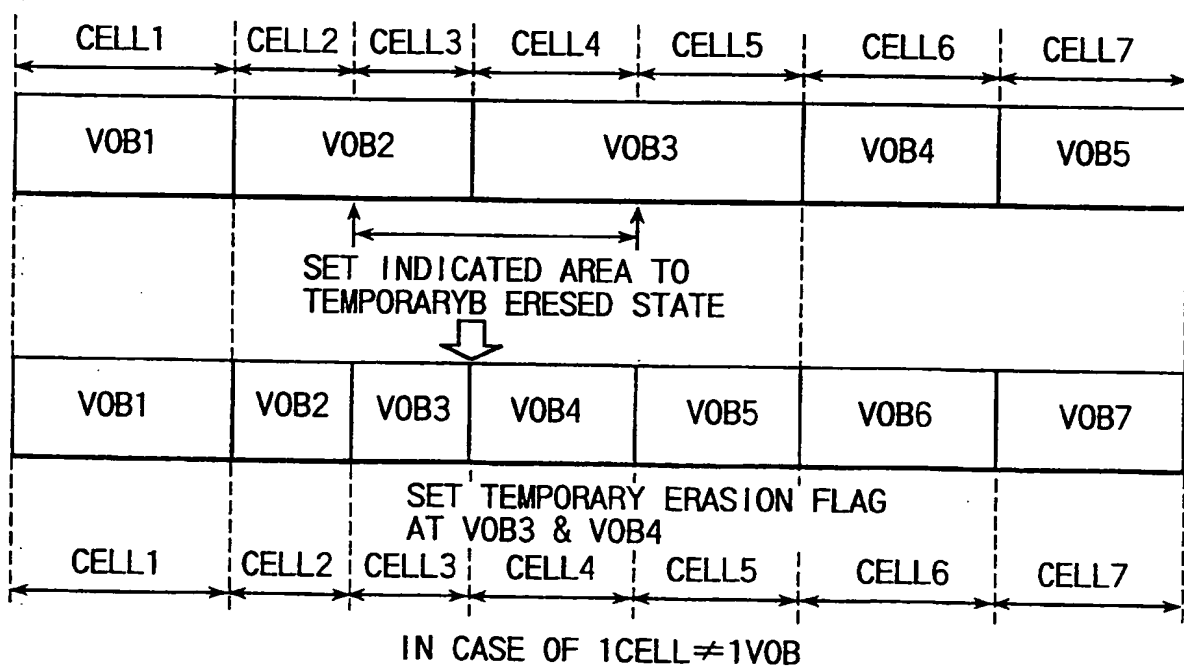 CELL1 CELL2 CELL3 CELL4 CELL5 CELL6 CELL7
VOB1 VOB2 VOB3 VOB4 VOB5
SET INDICATED AREA TO
TEMPORARYB ERESED STATE
VOB1 VOB2 VOB3 VOB4 VOB5 VOB6 VOB7
SET TEMPORARY ERASION FLAG
AT VOB3 & VOB4
CELL1 CELL2 CELL3 CELL4 CELL5 CELL6 CELL7
IN CASE OF 1CELL≠1VOB